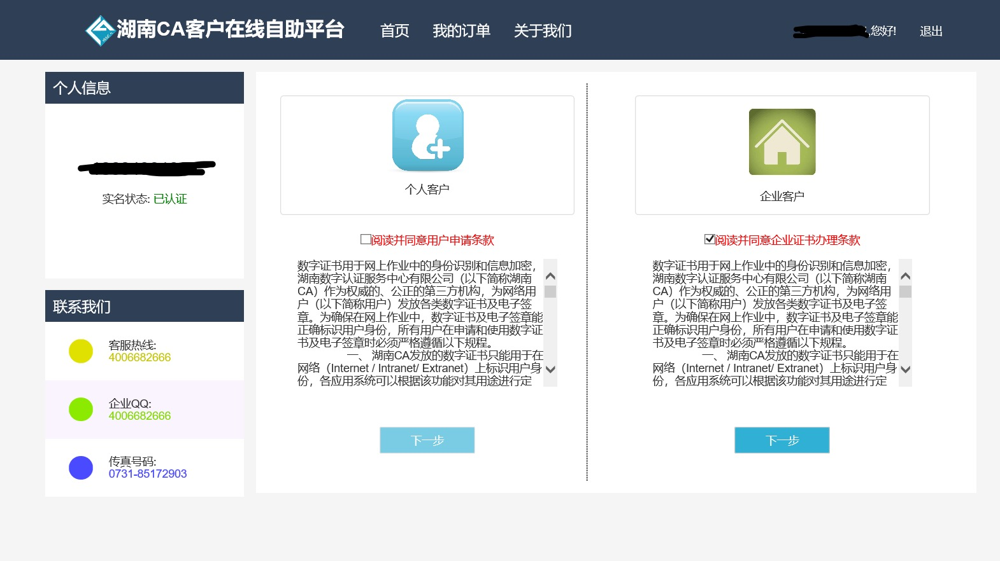 湖南CA客户在线自助平台
首页
我的订单
关于我们
,您好!
退出
个人信息
实名状态: 已认证
联系我们
客服热线:
4006682666
企业QQ:
4006682666
传真号码:
0731-85172903
个人客户
阅读并同意用户申请条款
数字证书用于网上作业中的身份识别和信息加密，
湖南数字认证服务中心有限公司（以下简称湖南
CA）作为权威的、公正的第三方机构，为网络用
户（以下简称用户）发放各类数字证书及电子签
章。为确保在网上作业中，数字证书及电子签章能
正确标识用户身份，所有用户在申请和使用数字证
书及电子签章时必须严格遵循以下规程。
一、 湖南CA发放的数字证书只能用于在
网络（Internet / Intranet/ Extranet）上标识用户身
份，各应用系统可以根据该功能对其用途进行定
下一步
企业客户
阅读并同意企业证书办理条款
数字证书用于网上作业中的身份识别和信息加密，
湖南数字认证服务中心有限公司（以下简称湖南
CA）作为权威的、公正的第三方机构，为网络用
户（以下简称用户）发放各类数字证书及电子签
章。为确保在网上作业中，数字证书及电子签章能
正确标识用户身份，所有用户在申请和使用数字证
书及电子签章时必须严格遵循以下规程。
一、 湖南CA发放的数字证书只能用于在
网络（Internet / Intranet/ Extranet）上标识用户身
份，各应用系统可以根据该功能对其用途进行定
下一步